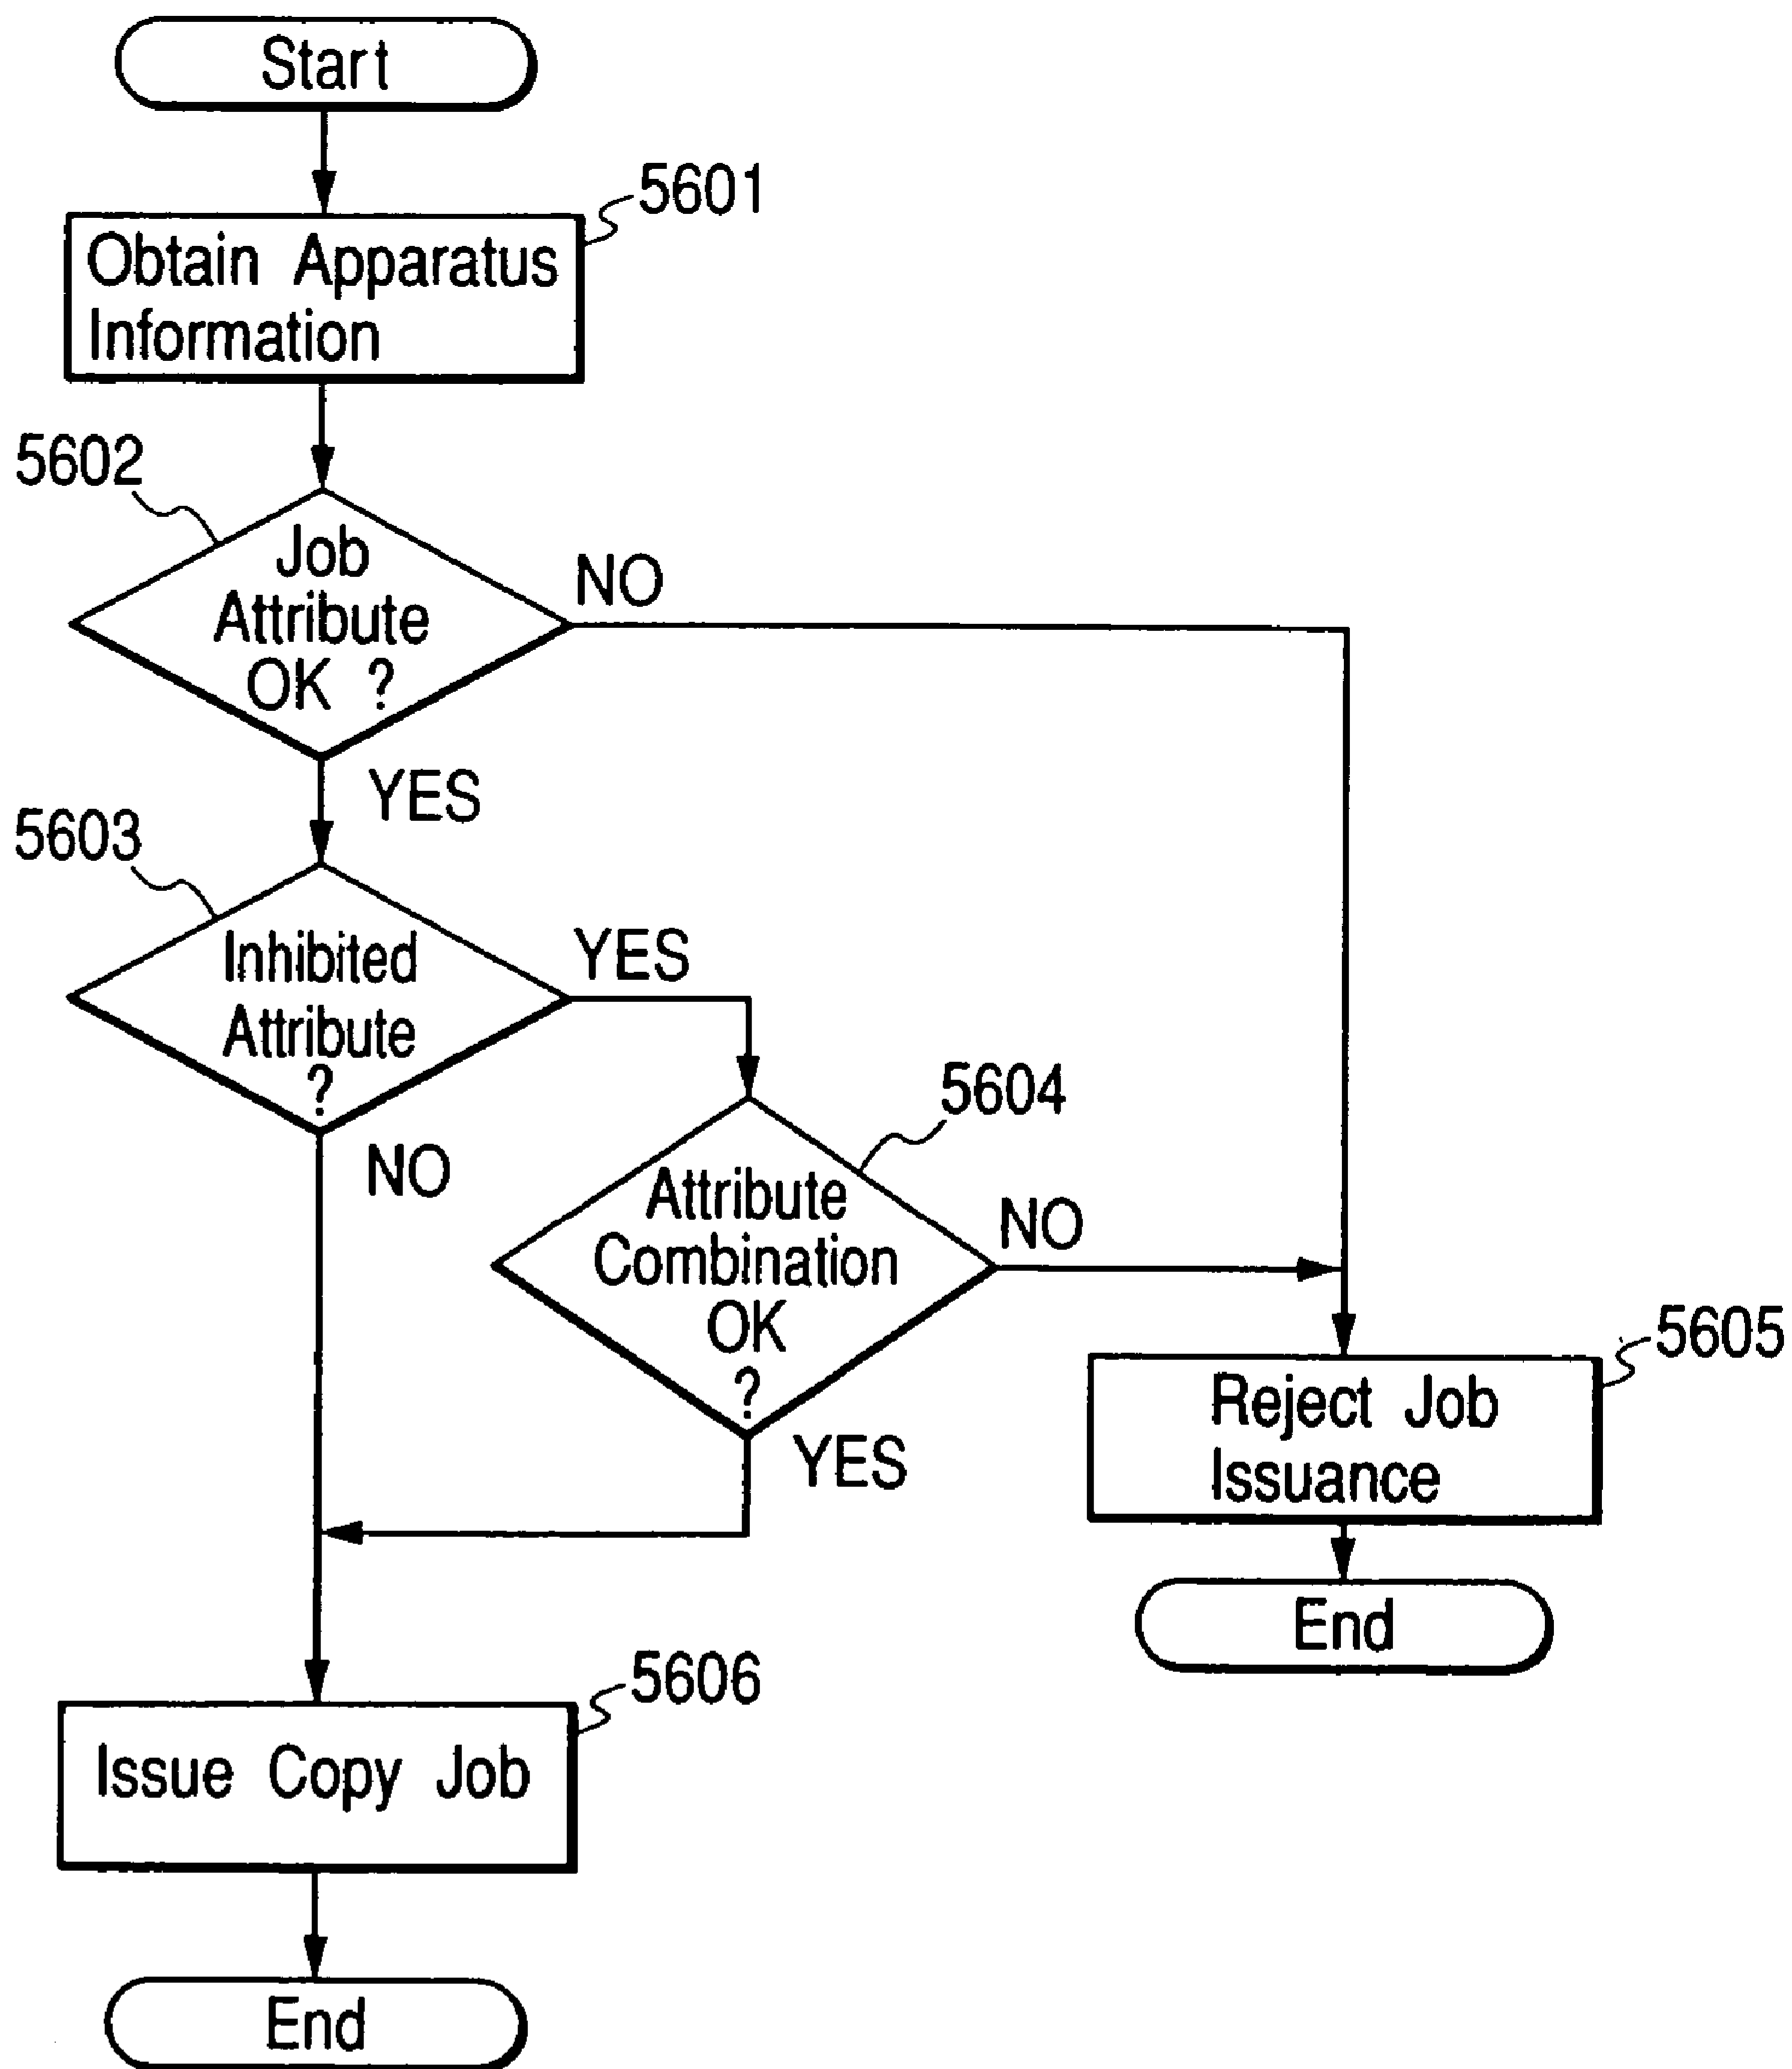 Start
5601
Obtain Apparatus
Information
5602
Job
Attribute
OK ?
NO
YES
5603
Inhibited
Attribute
?
YES
NO
5604
Attribute
Combination
OK
?
NO
YES
5605
Reject Job
Issuance
End
5606
Issue Copy Job
End